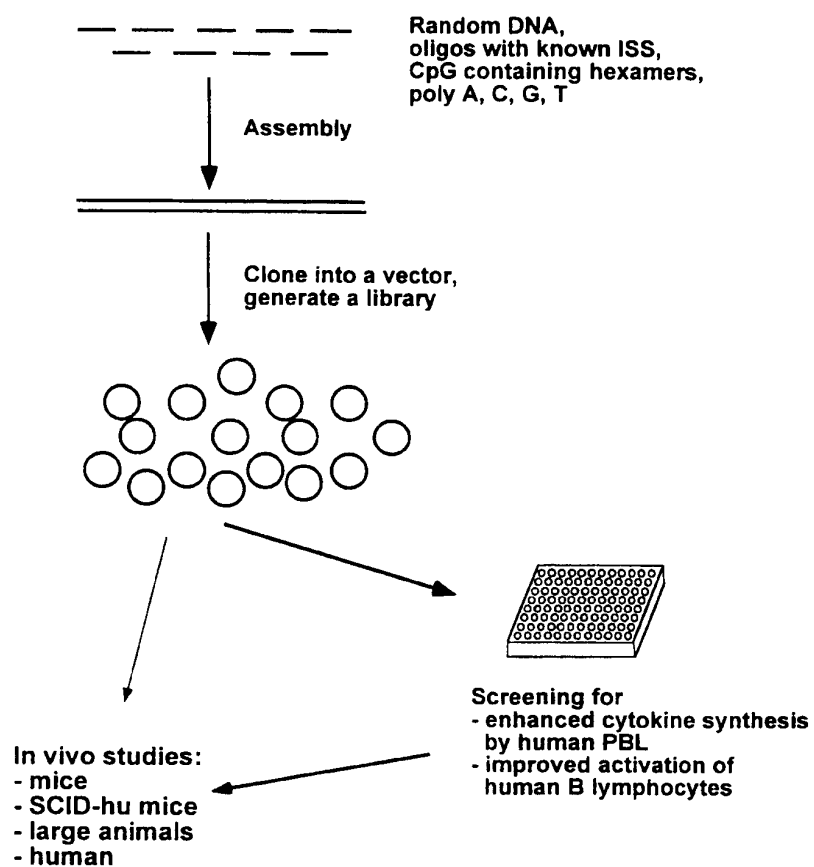 Random DNA,
oligos with known ISS,
CpG containing hexamers,
poly A, C, G, T
Assembly
Clone into a vector,
generate a library
Screening for
- enhanced cytokine synthesis
by human PBL
- improved activation of
human B lymphocytes
In vivo studies:
- mice
- SCID-hu mice
- large animals
- human